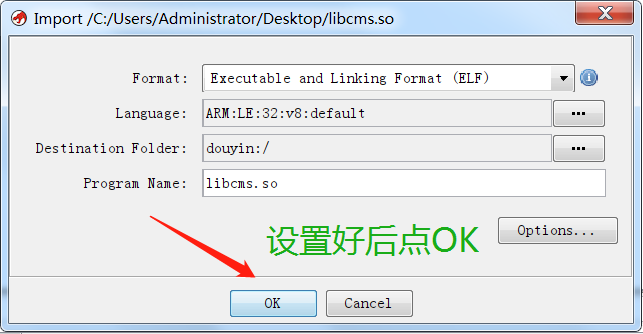 Import /C:/Users/Administrator/Desktop/libcms.so
Format: Executable and Linking Format (ELF)
Language: ARM:LE:32:v8:default ...
Destination Folder: douyin:/ ...
Program Name: libcms.so
设置好后点OK
Options...
OK Cancel